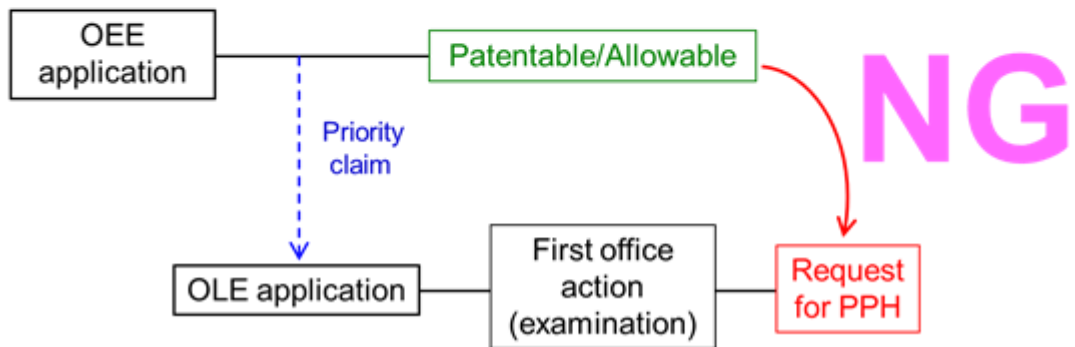 OEE
application
Patentable/Allowable
NG
Priority
claim
OLE application
First office
action
(examination)
Request
for PPH